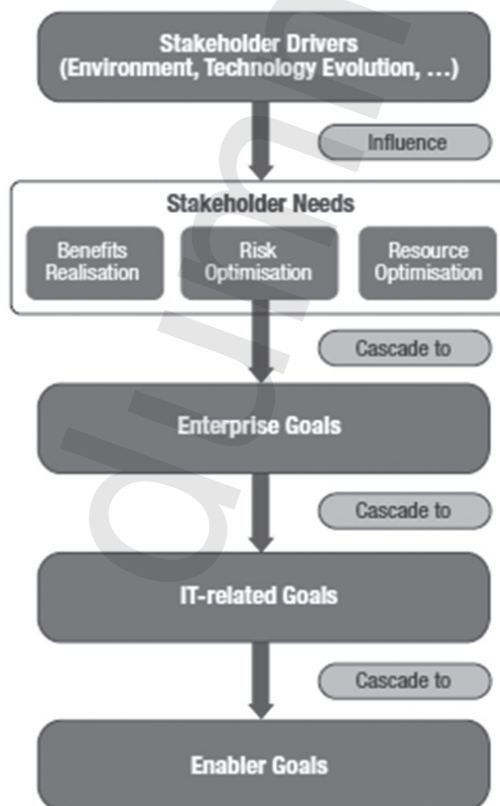 Stakeholder Drivers
(Environment, Technology Evolution, …)
Influence
Stakeholder Needs
Benefits
Realisation
Risk
Optimisation
Resource
Optimisation
Cascade to
Enterprise Goals
Cascade to
IT-related Goals
Cascade to
Enabler Goals